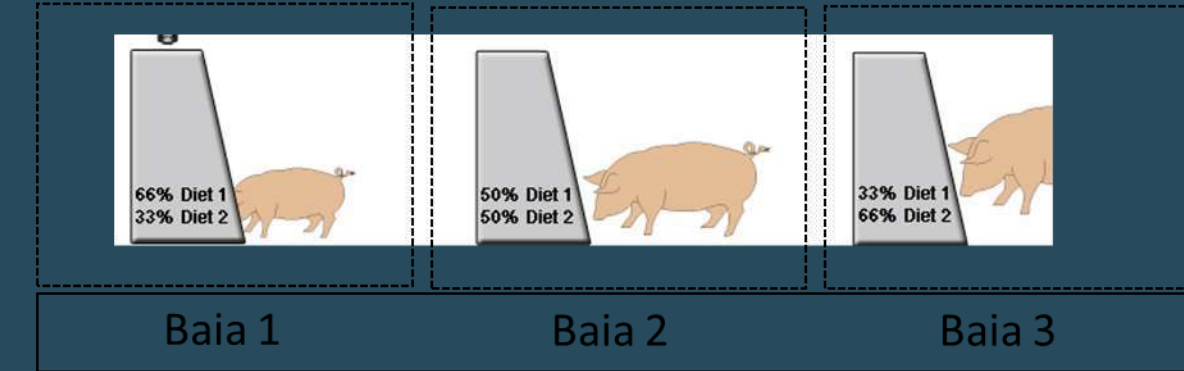 66% Diet 1
33% Diet 2
50% Diet 1
50% Diet 2
33% Diet 1
66% Diet 2
Baia 1
Baia 2
Baia 3